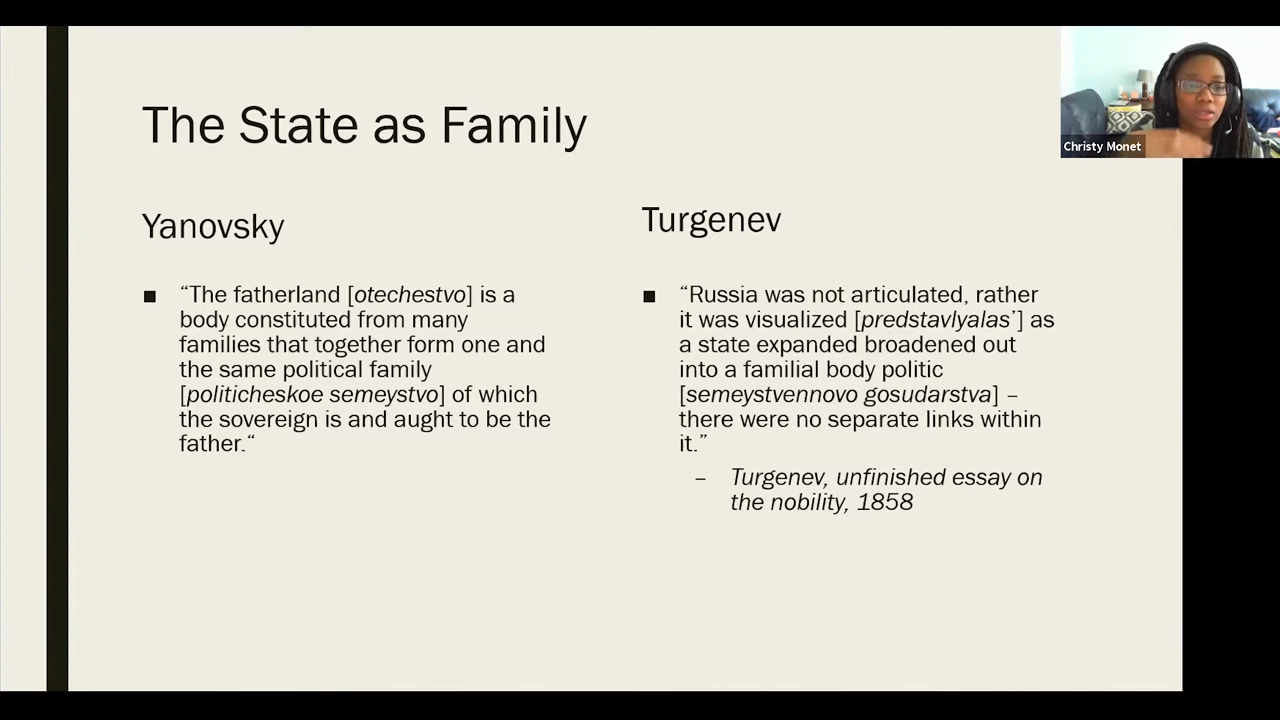 The State as Family
Christy Monet
Yanovsky
■ “The fatherland [otechestvo] is a
body constituted from many
families that together form one and
the same political family
[politicheskoe semeystvo] of which
the sovereign is and aught to be the
father.“
Turgenev
■ “Russia was not articulated, rather
it was visualized [predstavlyalas’] as
a state expanded broadened out
into a familial body politic
[semeystvennovo gosudarstva] –
there were no separate links within
it.”
– Turgenev, unfinished essay on
the nobility, 1858